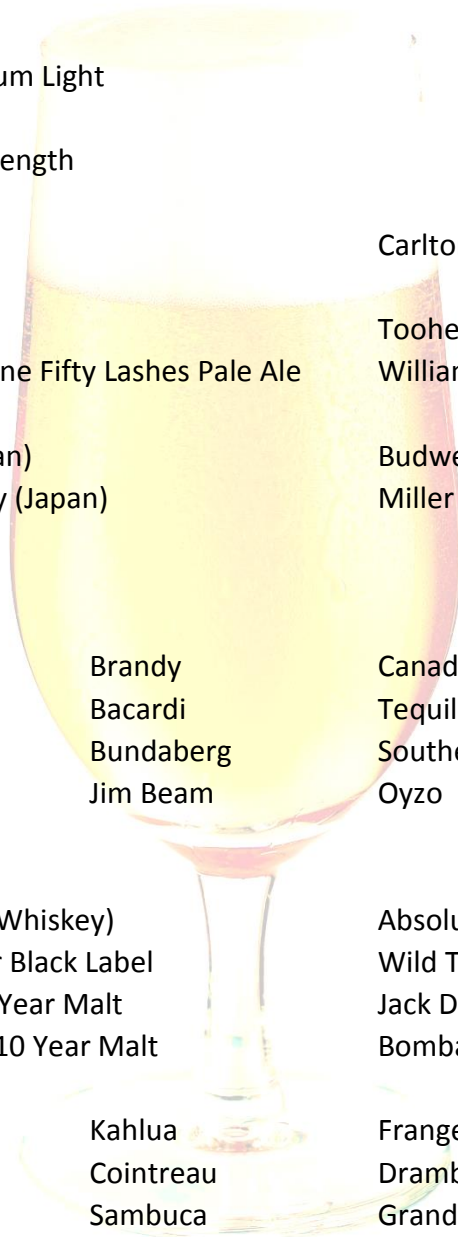 um Light
ength
Carlto
Toohe
ne Fifty Lashes Pale Ale Willian
an) Budwe
y (Japan) Miller
Brandy Canad
Bacardi Tequil
Bundaberg Southe
Jim Beam Oyzo
Whiskey) Absolu
r Black Label Wild T
Year Malt Jack D
10 Year Malt Bomba
Kahlua Frange
Cointreau Dramb
Sambuca Grand